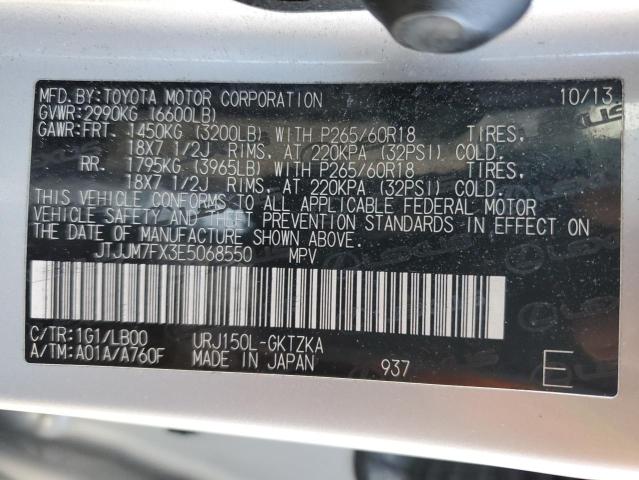 MFD.BY:TOYOTA MOTOR CORPORATION 10/13
GVWR:2990KG (6600LB)
GAWR:FRT. 1450KG (3200LB) WITH P265/60R18 TIRES,
18X7 1/2J RIMS, AT 220KPA (32PSI) COLD.
RR. 1795KG (3965LB) WITH P265/60R18 TIRES,
18X7 1/2J RIMS, AT 220KPA (32PSI) COLD.
THIS VEHICLE CONFORMS TO ALL APPLICABLE FEDERAL MOTOR
VEHICLE SAFETY AND THEFT PREVENTION STANDARDS IN EFFECT ON
THE DATE OF MANUFACTURE SHOWN ABOVE.
JTJJM7FX3E5068550 MPV
C/TR:1G1/LB00 URJ150L-GKTZKA
A/TM:A01A/A760F MADE IN JAPAN 937 E
LEXUS